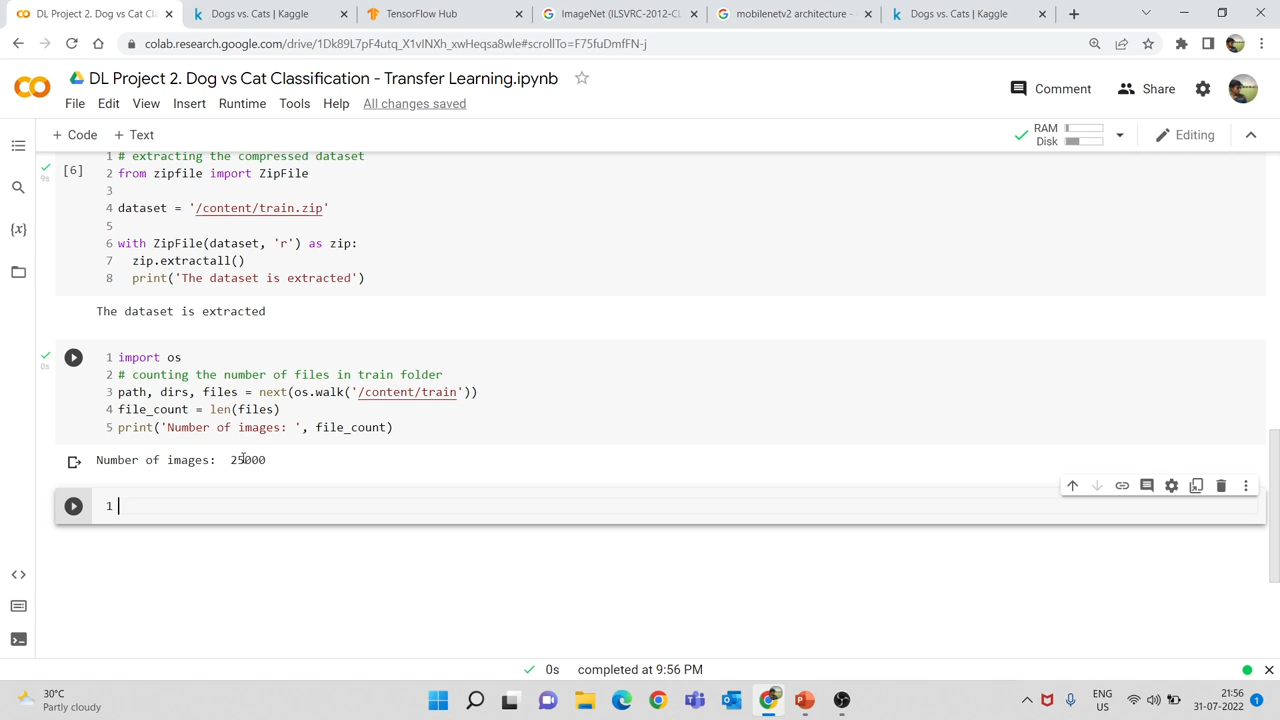 DL Project 2. Dog vs Cat Cl
Dogs vs. Cats | Kaggle
TensorFlow Hub
ImageNet (ILSVRC-2012-CL
mobilenetv2 architecture -
Dogs vs. Cats | Kaggle
colab.research.google.com/drive/1Dk89L7pF4utq_X1vINXh_xwHeqsa8wle#scrollTo=F75fuDmfFN-j
DL Project 2. Dog vs Cat Classification - Transfer Learning.ipynb
Comment
Share
File Edit View Insert Runtime Tools Help All changes saved
+ Code + Text
RAM
Disk
Editing
[6]
9s
1 # extracting the compressed dataset
2 from zipfile import ZipFile
3
4 dataset = '/content/train.zip'
5
6 with ZipFile(dataset, 'r') as zip:
7 zip.extractall()
8 print('The dataset is extracted')
The dataset is extracted
0s
1 import os
2 # counting the number of files in train folder
3 path, dirs, files = next(os.walk('/content/train'))
4 file_count = len(files)
5 print('Number of images: ', file_count)
Number of images: 25000
1
0s completed at 9:56 PM
30°C
Partly cloudy
ENG
US
21:56
31-07-2022
1